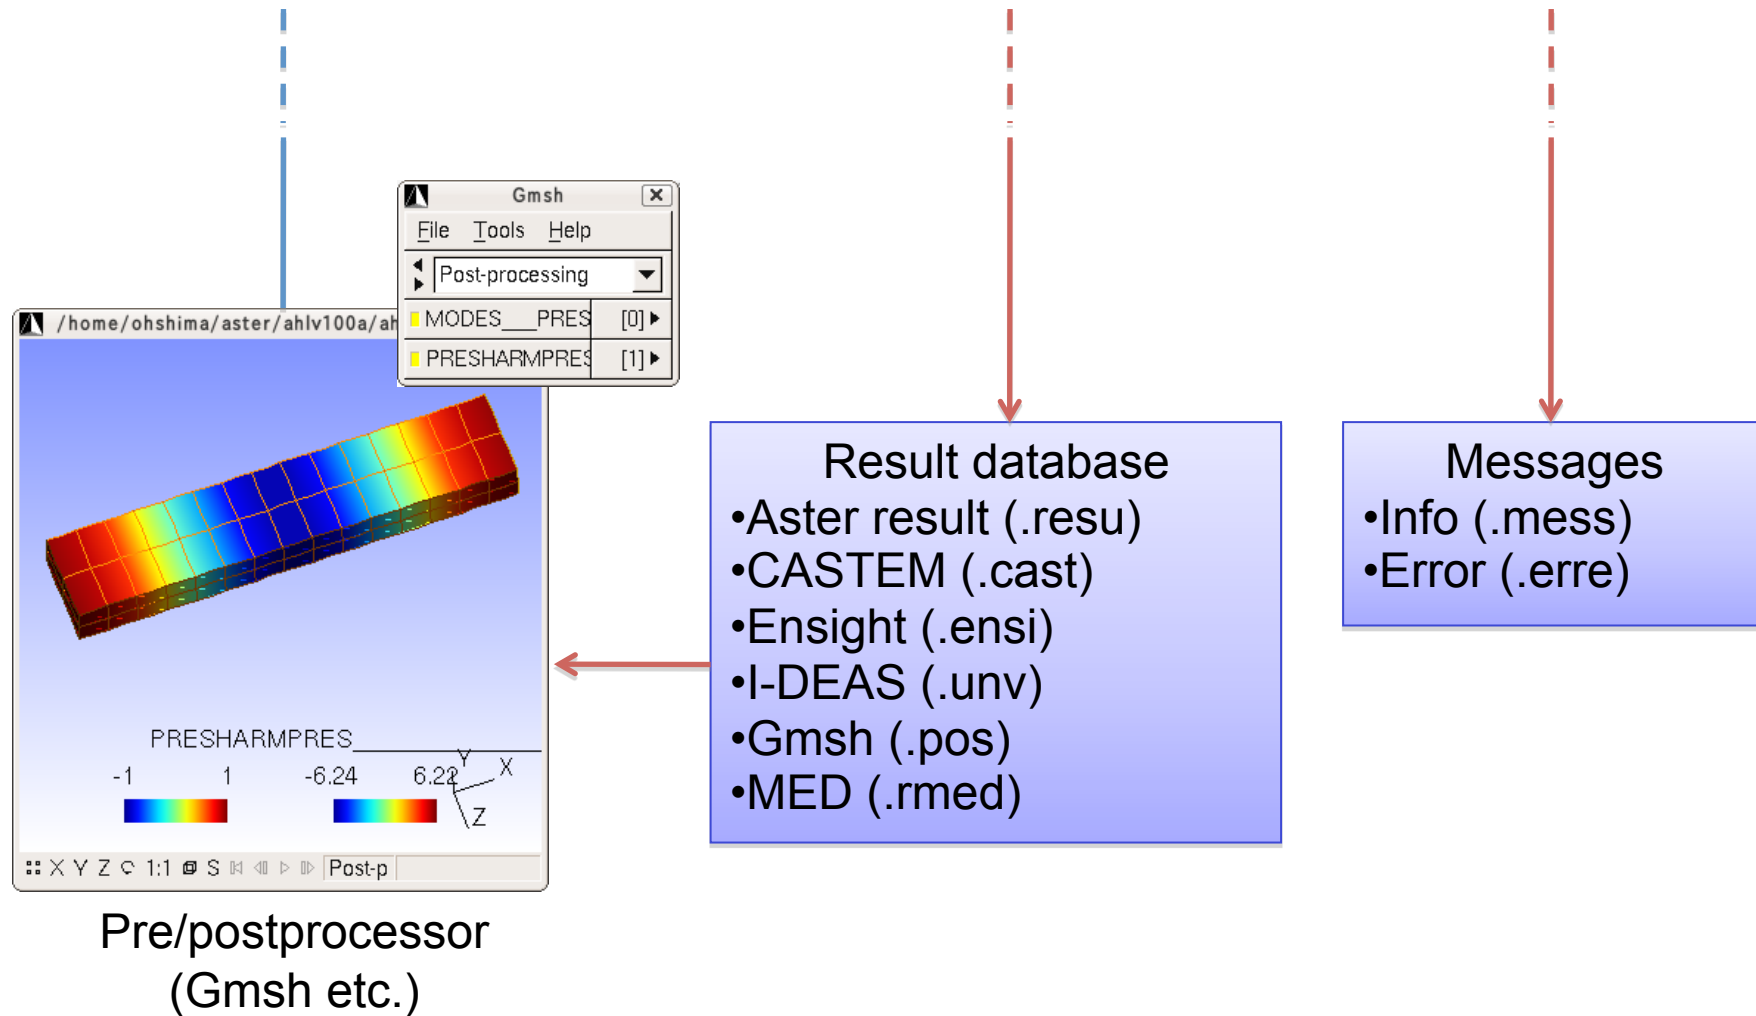 Gmsh
File Tools Help
Post-processing
MODES___PRES [0]
PRESHARMPRES [1]
/home/ohshima/aster/ahlv100a/ah
PRESHARMPRES
-1 1 -6.24 6.22
Y
X
Z
X Y Z 1:1 S Post-p
Pre/postprocessor
(Gmsh etc.)
Result database
•Aster result (.resu)
•CASTEM (.cast)
•Ensight (.ensi)
•I-DEAS (.unv)
•Gmsh (.pos)
•MED (.rmed)
Messages
•Info (.mess)
•Error (.erre)